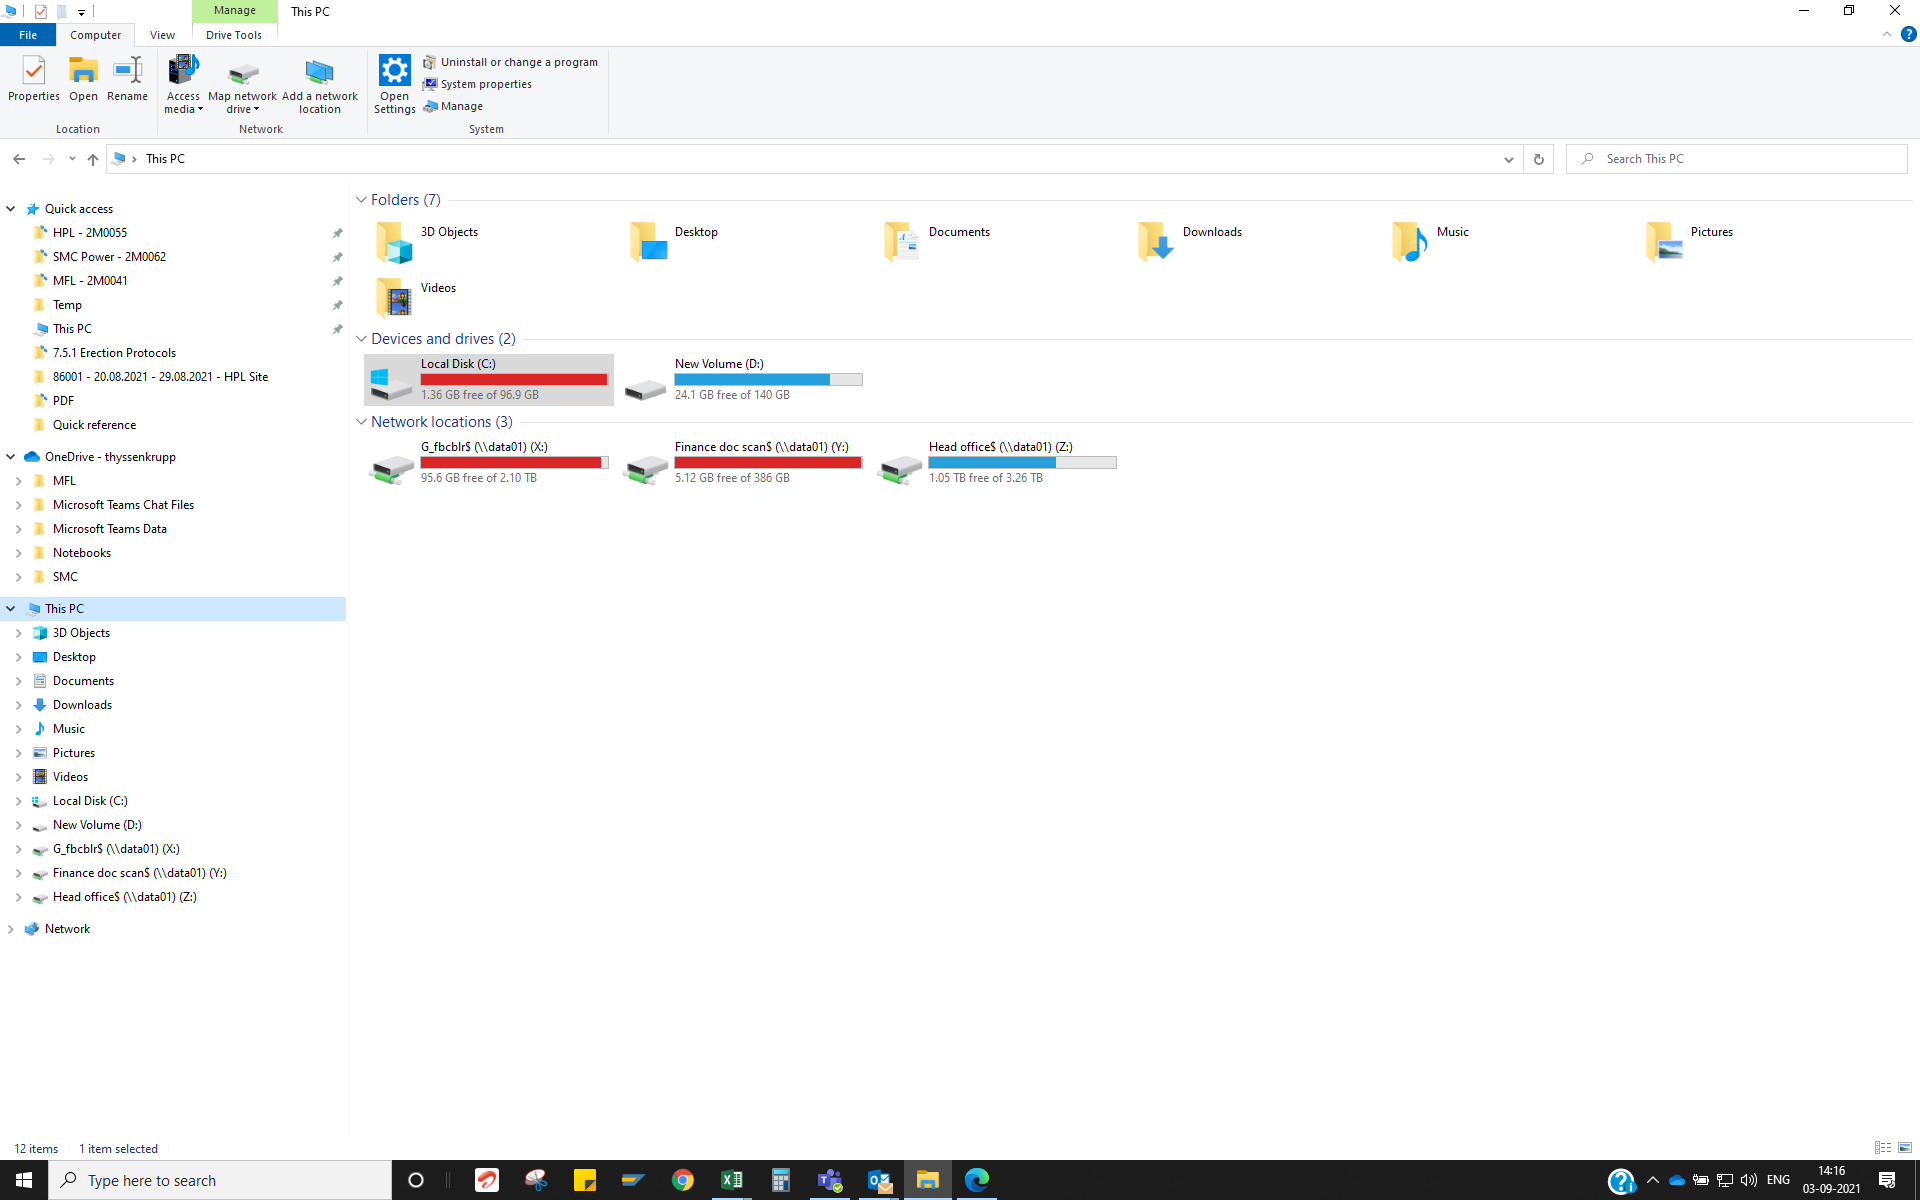 Manage
This PC
File
Computer
View
Drive Tools
Properties
Open
Rename
Access media
Map network drive
Add a network location
Open Settings
Uninstall or change a program
System properties
Manage
Location
Network
System
This PC
Search This PC
Quick access
HPL - 2M0055
SMC Power - 2M0062
MFL - 2M0041
Temp
This PC
7.5.1 Erection Protocols
86001 - 20.08.2021 - 29.08.2021 - HPL Site
PDF
Quick reference
OneDrive - thyssenkrupp
MFL
Microsoft Teams Chat Files
Microsoft Teams Data
Notebooks
SMC
This PC
3D Objects
Desktop
Documents
Downloads
Music
Pictures
Videos
Local Disk (C:)
New Volume (D:)
G_fbcblr$ (\\data01) (X:)
Finance doc scan$ (\\data01) (Y:)
Head office$ (\\data01) (Z:)
Network
Folders (7)
3D Objects
Desktop
Documents
Downloads
Music
Pictures
Videos
Devices and drives (2)
Local Disk (C:)
1.36 GB free of 96.9 GB
New Volume (D:)
24.1 GB free of 140 GB
Network locations (3)
G_fbcblr$ (\\data01) (X:)
95.6 GB free of 2.10 TB
Finance doc scan$ (\\data01) (Y:)
5.12 GB free of 386 GB
Head office$ (\\data01) (Z:)
1.05 TB free of 3.26 TB
12 items
1 item selected
Type here to search
ENG
14:16
03-09-2021